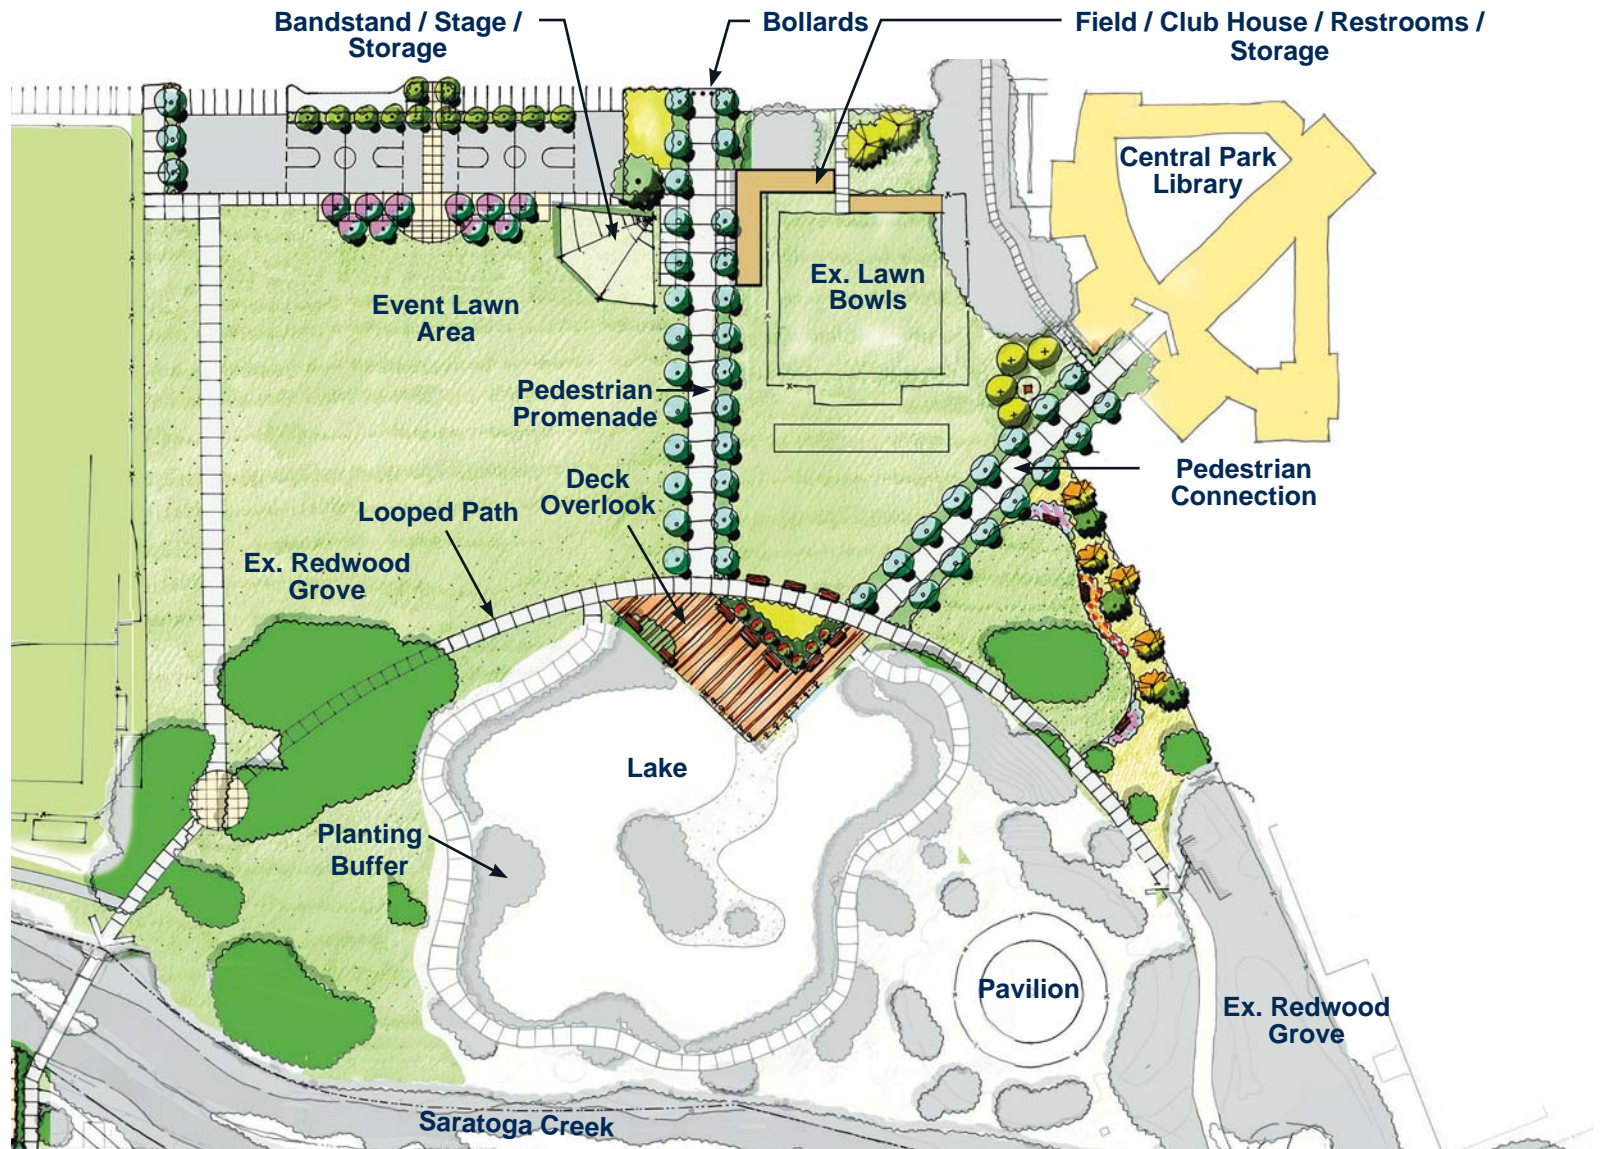 Bandstand / Stage /
Storage
Bollards
Field / Club House / Restrooms /
Storage
Central Park
Library
Ex. Lawn
Bowls
Event Lawn
Area
Pedestrian
Promenade
Pedestrian
Connection
Deck
Overlook
Looped Path
Ex. Redwood
Grove
Lake
Planting
Buffer
Pavilion
Ex. Redwood
Grove
Saratoga Creek